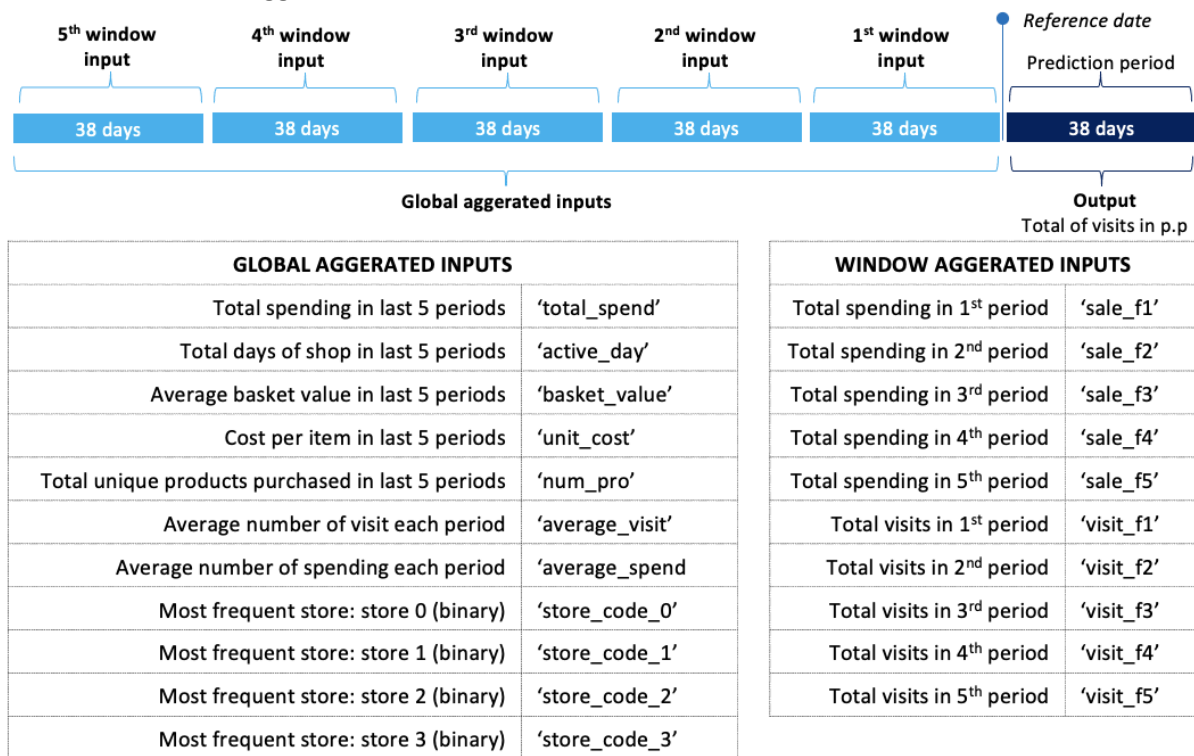 Reference date
5th window input
4th window input
3rd window input
2nd window input
1st window input
Prediction period
38 days
38 days
38 days
38 days
38 days
38 days
Global aggerated inputs
Output
Total of visits in p.p
GLOBAL AGGERATED INPUTS
Total spending in last 5 periods ‘total_spend’
Total days of shop in last 5 periods ‘active_day’
Average basket value in last 5 periods ‘basket_value’
Cost per item in last 5 periods ‘unit_cost’
Total unique products purchased in last 5 periods ‘num_pro’
Average number of visit each period ‘average_visit’
Average number of spending each period ‘average_spend
Most frequent store: store 0 (binary) ‘store_code_0’
Most frequent store: store 1 (binary) ‘store_code_1’
Most frequent store: store 2 (binary) ‘store_code_2’
Most frequent store: store 3 (binary) ‘store_code_3’
WINDOW AGGERATED INPUTS
Total spending in 1st period ‘sale_f1’
Total spending in 2nd period ‘sale_f2’
Total spending in 3rd period ‘sale_f3’
Total spending in 4th period ‘sale_f4’
Total spending in 5th period ‘sale_f5’
Total visits in 1st period ‘visit_f1’
Total visits in 2nd period ‘visit_f2’
Total visits in 3rd period ‘visit_f3’
Total visits in 4th period ‘visit_f4’
Total visits in 5th period ‘visit_f5’